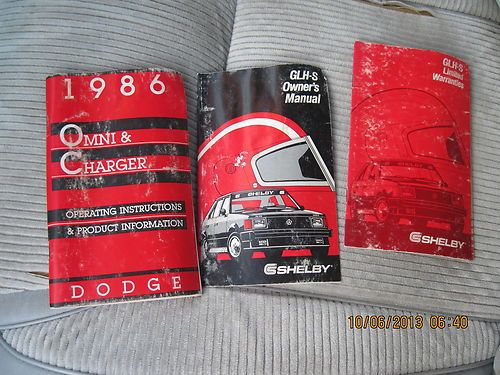 1986
OMNI &
CHARGER
OPERATING INSTRUCTIONS
& PRODUCT INFORMATION
DODGE
GLH-S
Owner's
Manual
SHELBY
SHELBY
GLH-S
Limited
Warranties
SHELBY
10/06/2013 06:40